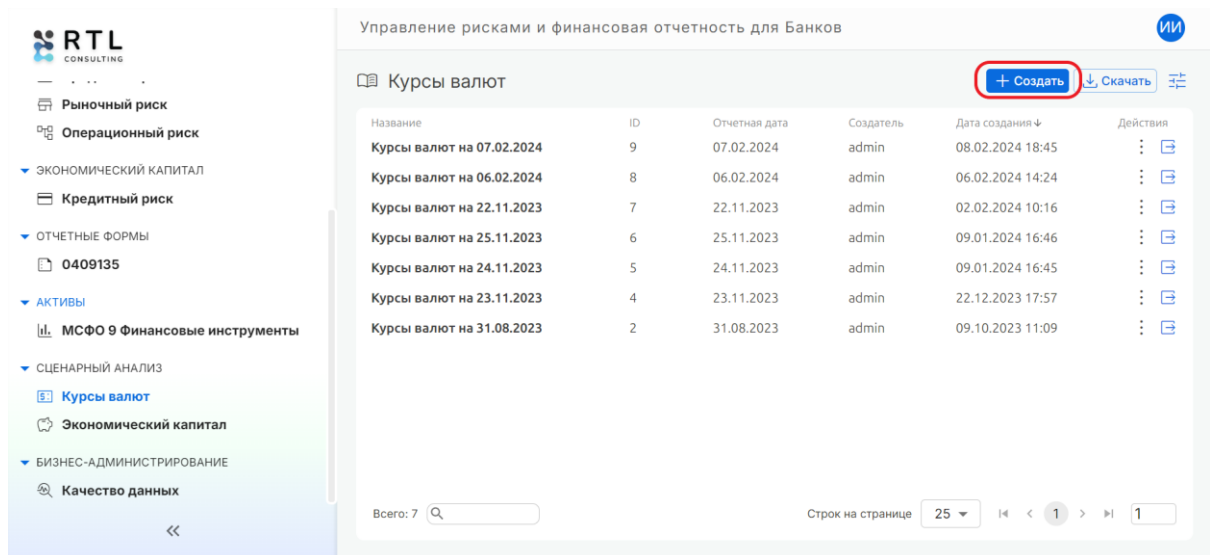 RTL
CONSULTING
Рыночный риск
Операционный риск
ЭКОНОМИЧЕСКИЙ КАПИТАЛ
Кредитный риск
ОТЧЕТНЫЕ ФОРМЫ
0409135
АКТИВЫ
МСФО 9 Финансовые инструменты
СЦЕНАРНЫЙ АНАЛИЗ
Курсы валют
Экономический капитал
БИЗНЕС-АДМИНИСТРИРОВАНИЕ
Качество данных
Управление рисками и финансовая отчетность для Банков
ИИ
Курсы валют
+ Создать
Скачать
Название ID Отчетная дата Создатель Дата создания Действия
Курсы валют на 07.02.2024 9 07.02.2024 admin 08.02.2024 18:45
Курсы валют на 06.02.2024 8 06.02.2024 admin 06.02.2024 14:24
Курсы валют на 22.11.2023 7 22.11.2023 admin 02.02.2024 10:16
Курсы валют на 25.11.2023 6 25.11.2023 admin 09.01.2024 16:46
Курсы валют на 24.11.2023 5 24.11.2023 admin 09.01.2024 16:45
Курсы валют на 23.11.2023 4 23.11.2023 admin 22.12.2023 17:57
Курсы валют на 31.08.2023 2 31.08.2023 admin 09.10.2023 11:09
Всего: 7 Строк на странице 25 1 1